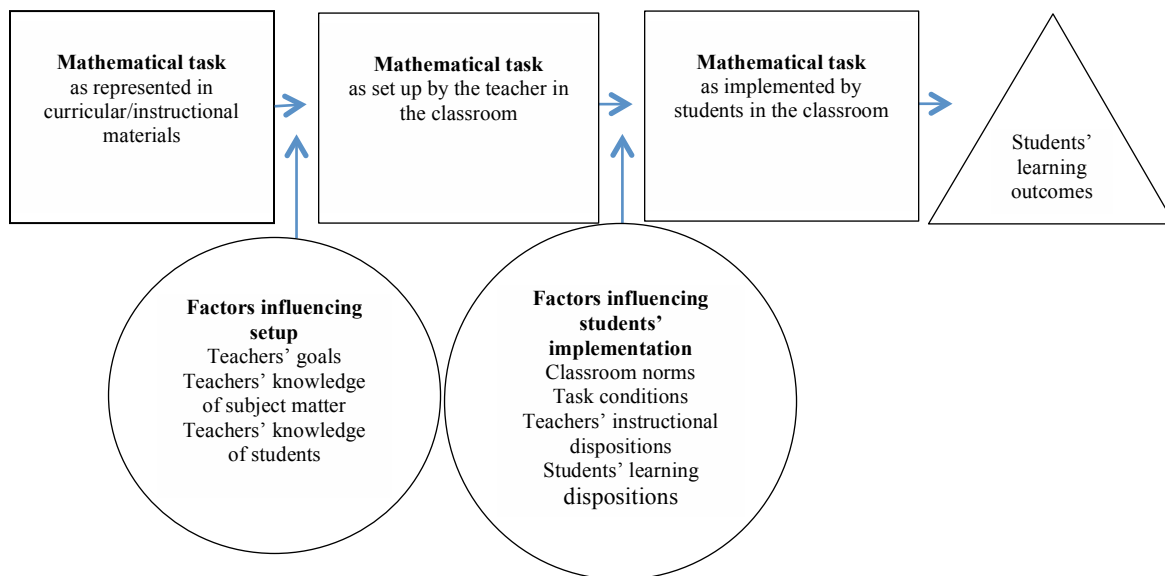 Mathematical task
as represented in
curricular/instructional
materials
Mathematical task
as set up by the teacher in
the classroom
Mathematical task
as implemented by
students in the classroom
Students’
learning
outcomes
Factors influencing
setup
Teachers’ goals
Teachers’ knowledge
of subject matter
Teachers’ knowledge
of students
Factors influencing
students’
implementation
Classroom norms
Task conditions
Teachers’ instructional
dispositions
Students’ learning
dispositions